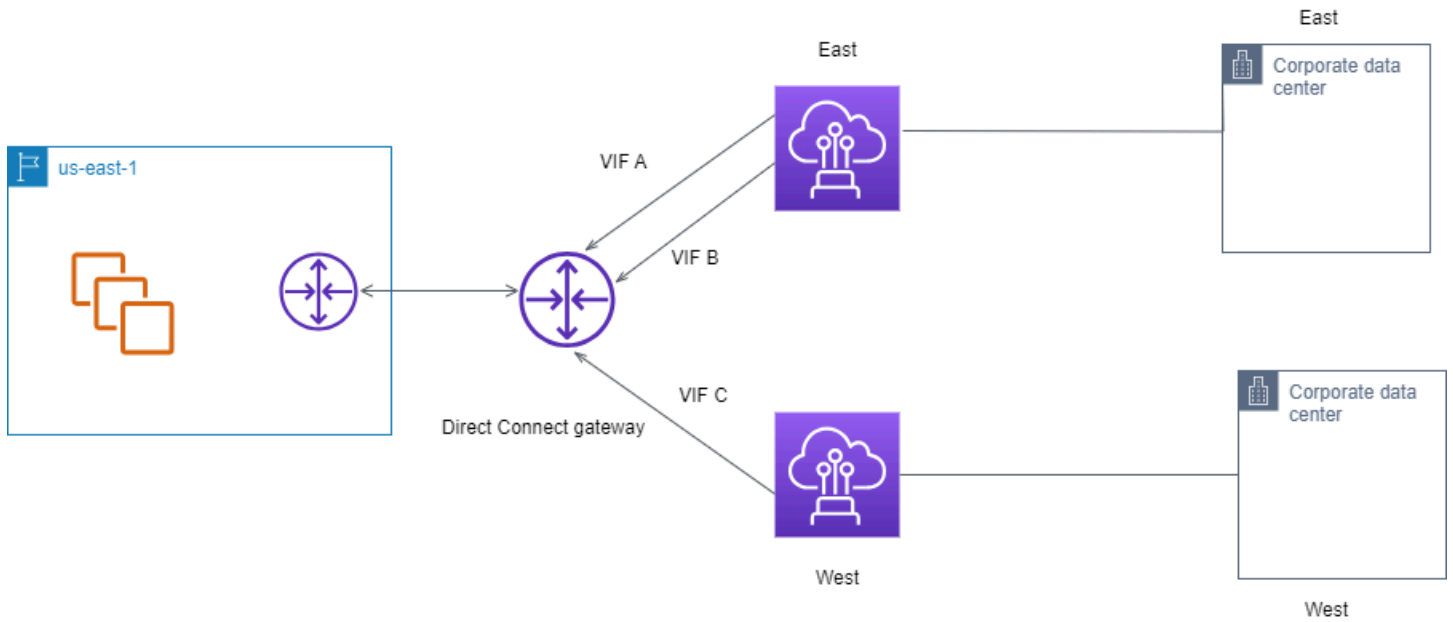 East
East
Corporate data
center
us-east-1
VIF A
VIF B
VIF C
Direct Connect gateway
Corporate data
center
West
West